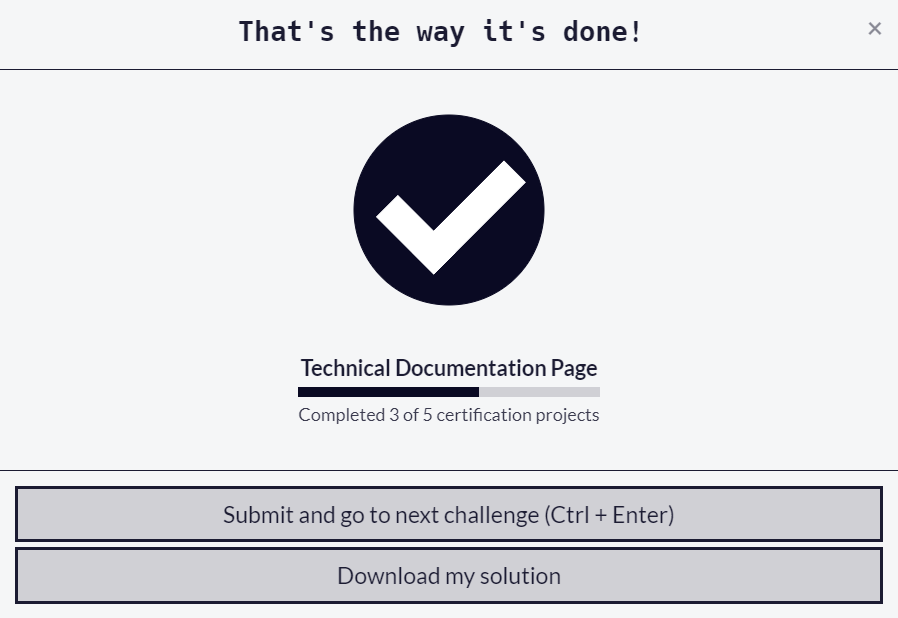 That's the way it's done!
×
Technical Documentation Page
Completed 3 of 5 certification projects
Submit and go to next challenge (Ctrl + Enter)
Download my solution